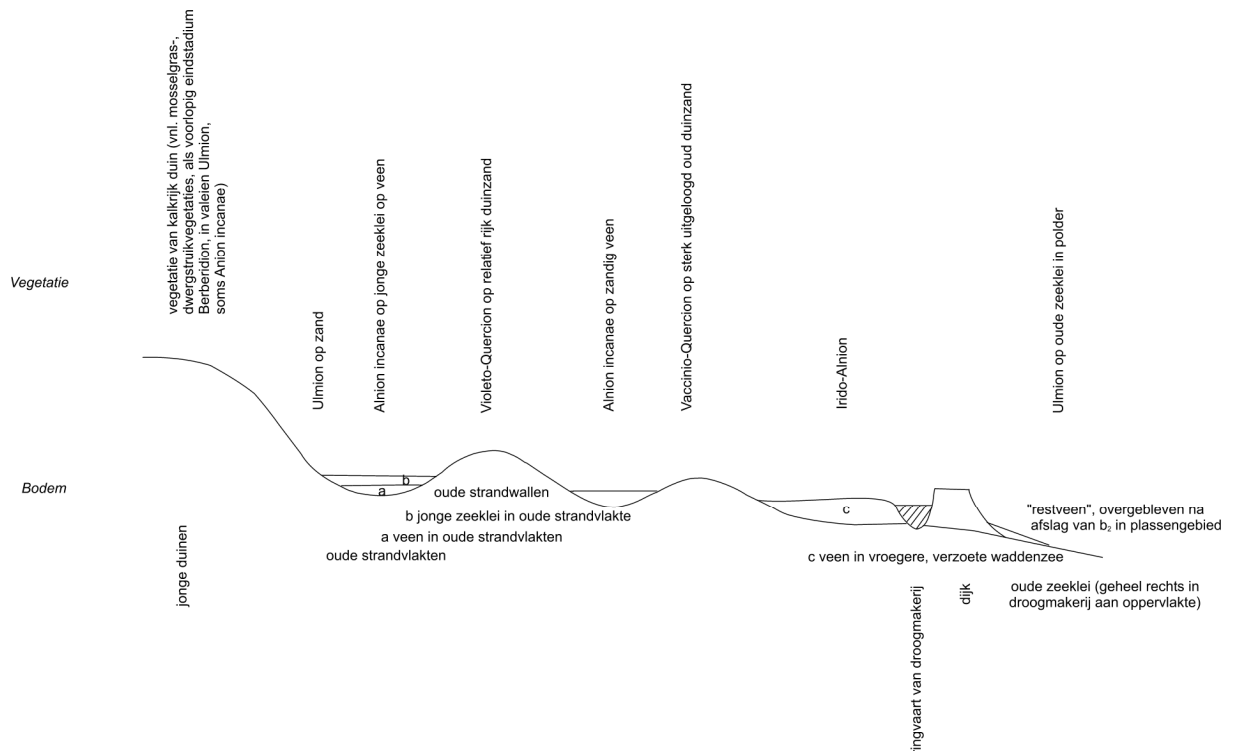 Vegetatie
vegetatie van kalkrijk duin (vnl. mosselgras-,
dwergstruikvegetaties, als voorlopig eindstadium
Berberidion, in valeien Ulmion,
soms Anion incanae)
Ulmion op zand
Alnion incanae op jonge zeeklei op veen
Violeto-Quercion op relatief rijk duinzand
Alnion incanae op zandig veen
Vaccinio-Quercion op sterk uitgeloogd oud duinzand
Irido-Alnion
Ulmion op oude zeeklei in polder
Bodem
jonge duinen
b
a
oude strandwallen
b jonge zeeklei in oude strandvlakte
a veen in oude strandvlakten
oude strandvlakten
c
c veen in vroegere, verzoete waddenzee
ringvaart van droogmakerij
dijk
"restveen", overgebleven na
afslag van b₂ in plassengebied
oude zeeklei (geheel rechts in
droogmakerij aan oppervlakte)